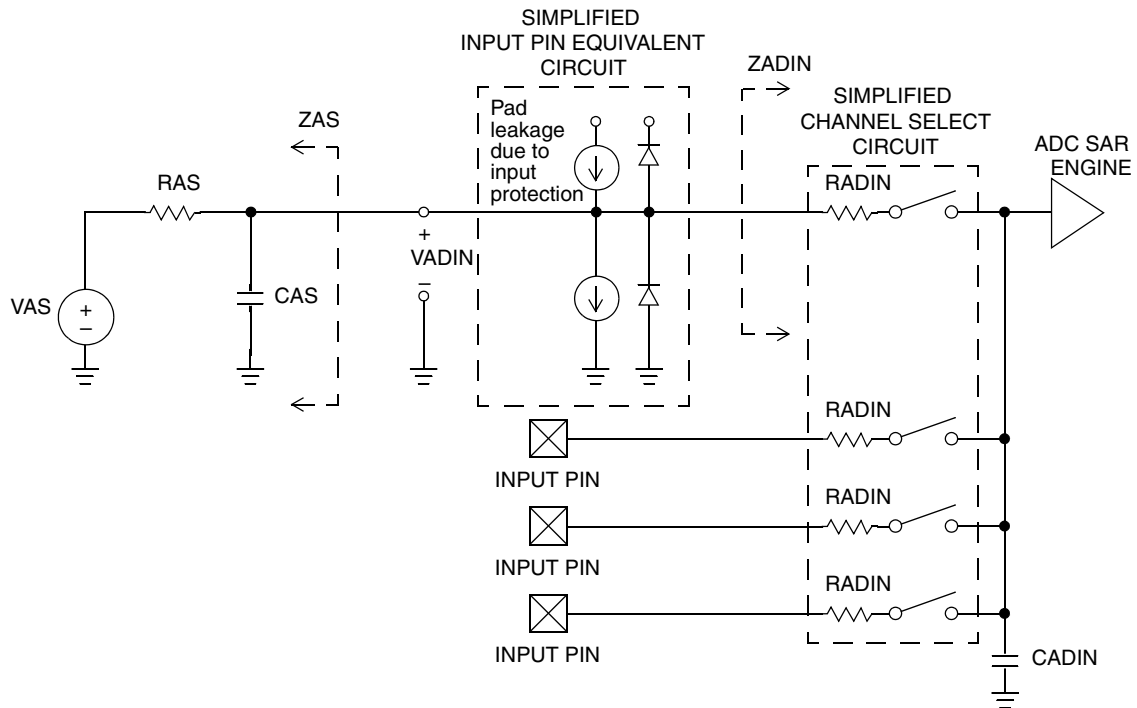 SIMPLIFIED
INPUT PIN EQUIVALENT
CIRCUIT
ZADIN
SIMPLIFIED
CHANNEL SELECT
CIRCUIT
ADC SAR
ENGINE
Pad
leakage
due to
input
protection
ZAS
RAS
RADIN
+
VADIN
–
VAS
+
–
CAS
RADIN
INPUT PIN
RADIN
INPUT PIN
RADIN
INPUT PIN
CADIN